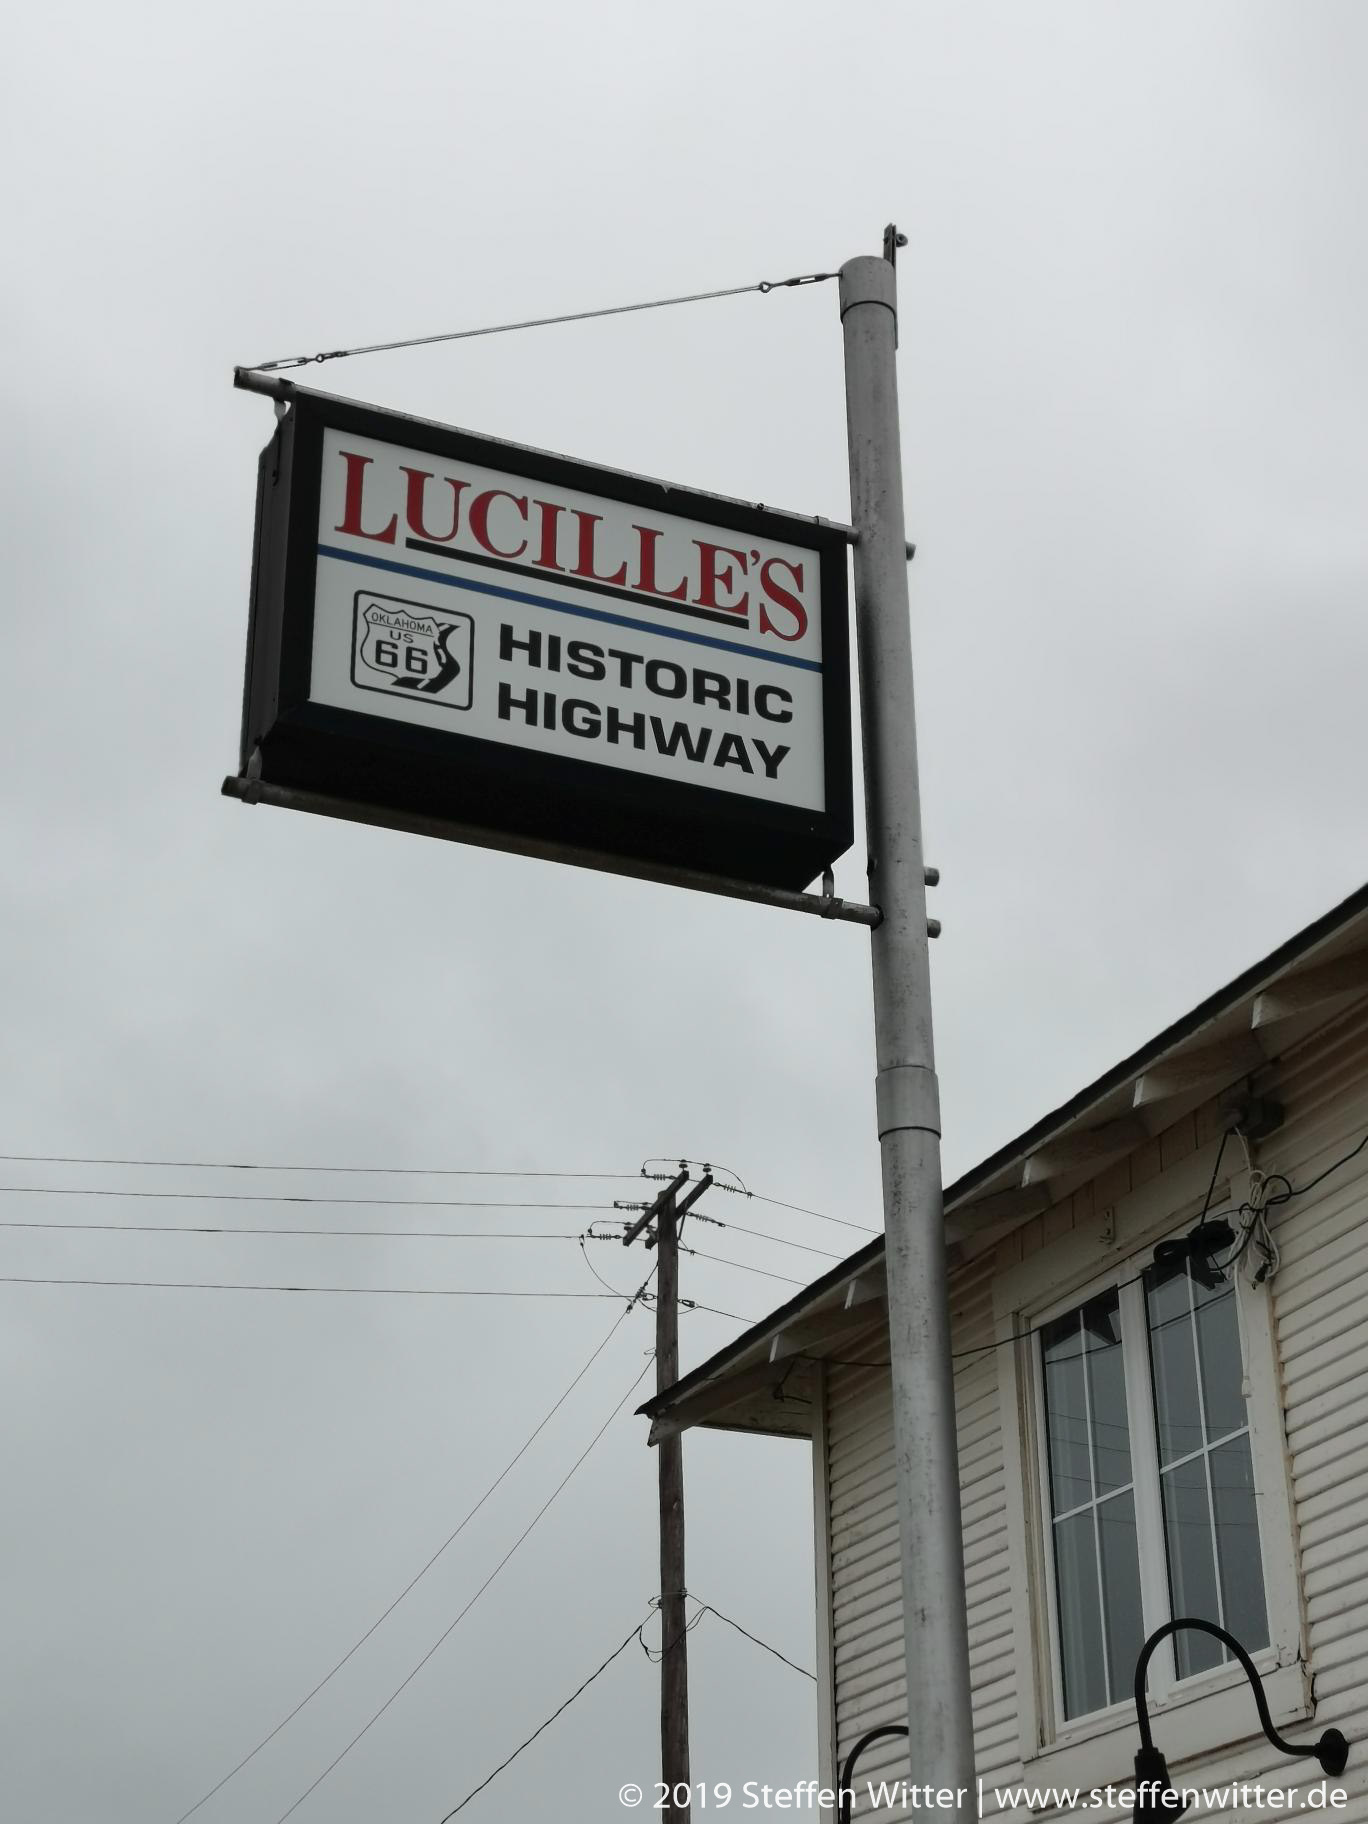 LUCILLE'S
OKLAHOMA
US
66
HISTORIC
HIGHWAY
© 2019 Steffen Witter | www.steffenwitter.de